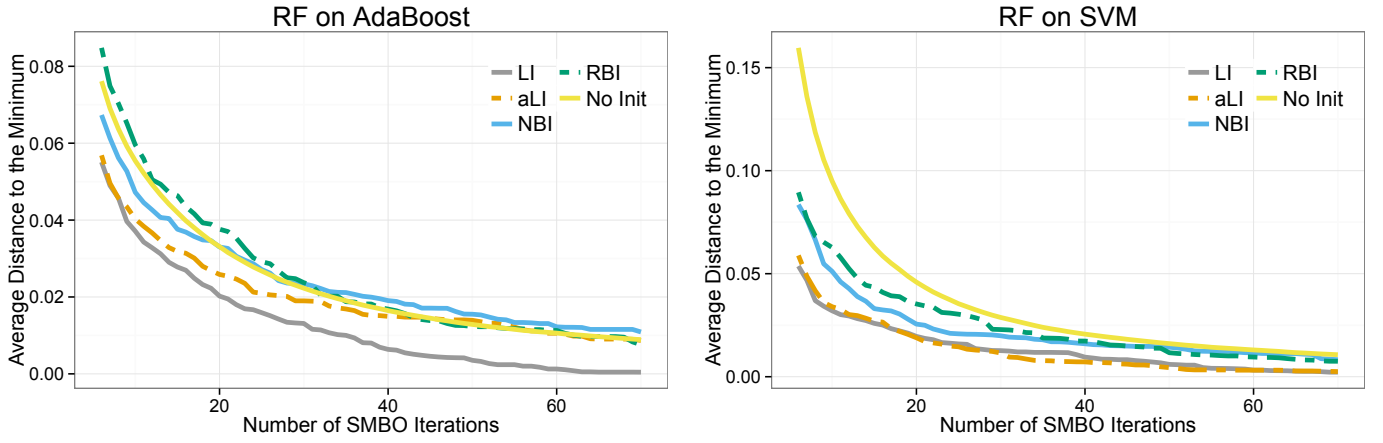 RF on AdaBoost
Average Distance to the Minimum
0.08
0.06
0.04
0.02
0.00
LI
aLI
NBI
RBI
No Init
20
40
60
Number of SMBO Iterations
RF on SVM
Average Distance to the Minimum
0.15
0.10
0.05
0.00
LI
aLI
NBI
RBI
No Init
20
40
60
Number of SMBO Iterations